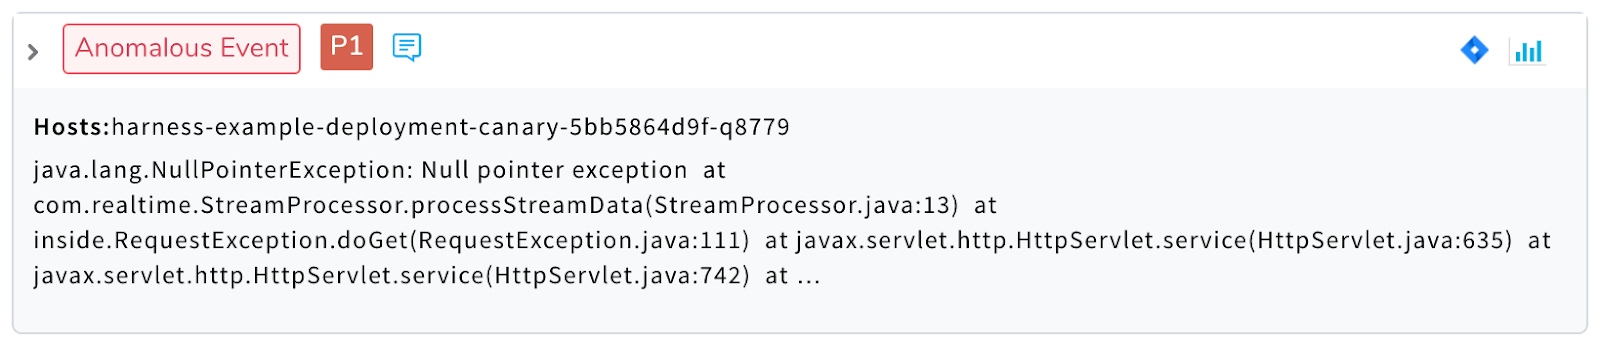 Anomalous Event P1
Hosts:harness-example-deployment-canary-5bb5864d9f-q8779
java.lang.NullPointerException: Null pointer exception  at
com.realtime.StreamProcessor.processStreamData(StreamProcessor.java:13)  at
inside.RequestException.doGet(RequestException.java:111)  at javax.servlet.http.HttpServlet.service(HttpServlet.java:635)  at
javax.servlet.http.HttpServlet.service(HttpServlet.java:742)  at ...